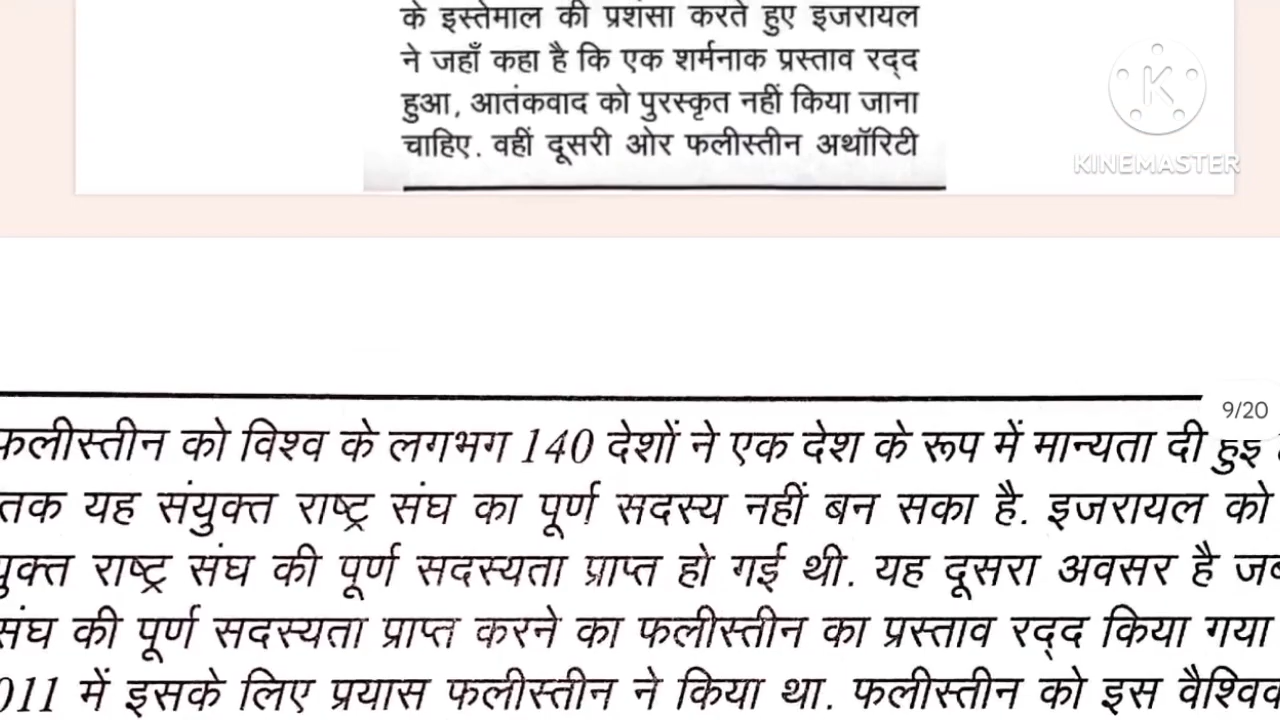 के इस्तेमाल की प्रशंसा करते हुए इजरायल
ने जहाँ कहा है कि एक शर्मनाक प्रस्ताव रद्द
हुआ, आतंकवाद को पुरस्कृत नहीं किया जाना
चाहिए. वहीं दूसरी ओर फलीस्तीन अथॉरिटी
K
KINEMASTER
9/20
फलीस्तीन को विश्व के लगभग 140 देशों ने एक देश के रूप में मान्यता दी हुई
तक यह संयुक्त राष्ट्र संघ का पूर्ण सदस्य नहीं बन सका है. इजरायल को
युक्त राष्ट्र संघ की पूर्ण सदस्यता प्राप्त हो गई थी. यह दूसरा अवसर है जब
संघ की पूर्ण सदस्यता प्राप्त करने का फलीस्तीन का प्रस्ताव रद्द किया गया
011 में इसके लिए प्रयास फलीस्तीन ने किया था. फलीस्तीन को इस वैश्विक